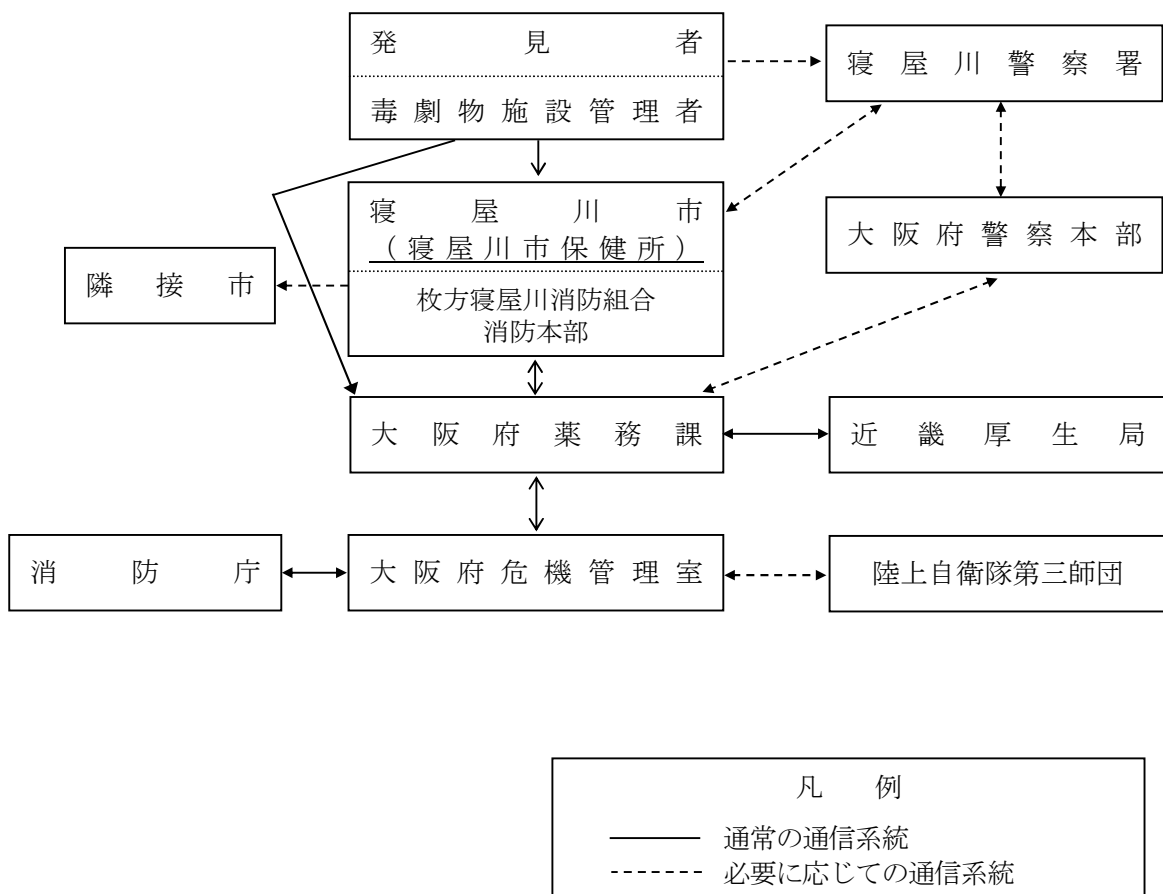 発見者
毒劇物施設管理者
寝屋川警察署
寝屋川市
（寝屋川市保健所）
枚方寝屋川消防組合
消防本部
大阪府警察本部
隣接市
大阪府薬務課
近畿厚生局
消防庁
大阪府危機管理室
陸上自衛隊第三師団
凡例
通常の通信系統
必要に応じての通信系統